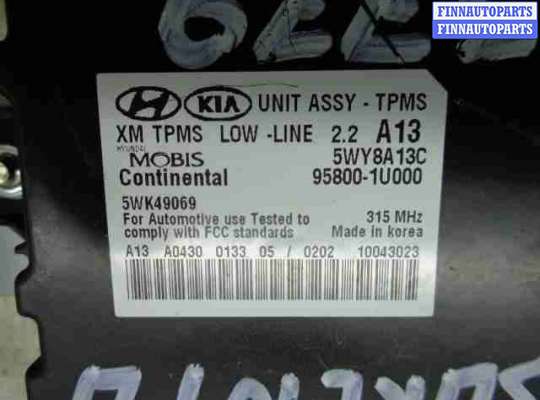 FINNAUTOPARTS
FINNAUTOPARTS
KIA UNIT ASSY - TPMS
XM TPMS LOW -LINE 2.2 A13
HYUNDAI
MOBIS 5WY8A13C
Continental 95800-1U000
5WK49069
For Automotive use Tested to 315 MHz
comply with FCC standards Made in korea
A13 A0430 0133 05 / 0202 10043023